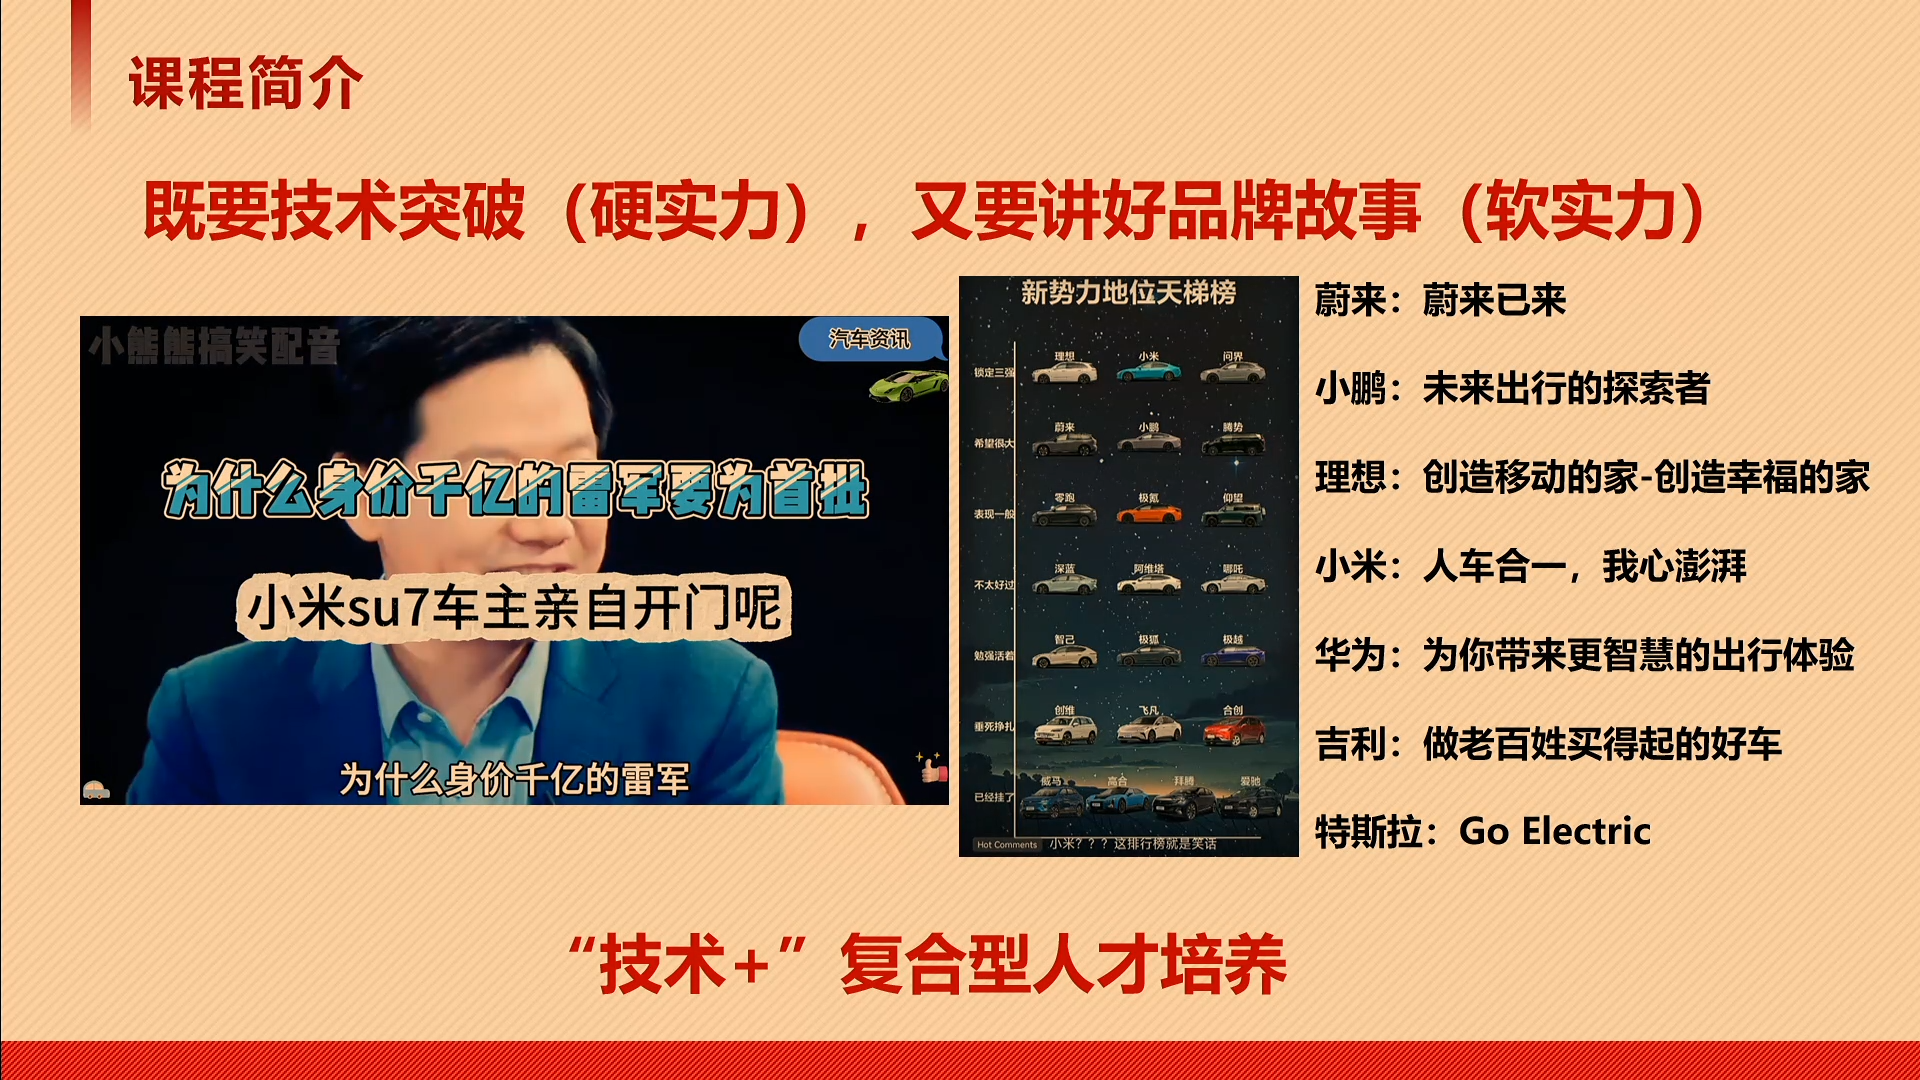 课程简介
既要技术突破（硬实力），又要讲好品牌故事（软实力）
小熊熊搞笑配音
汽车资讯
为什么身价千亿的雷军要为首批
小米su7车主亲自开门呢
为什么身价千亿的雷军
新势力地位天梯榜
锁定三强 理想 小米 问界
希望很大 蔚来 小鹏 腾势
表现一般 零跑 极氪 仰望
不太好过 深蓝 阿维塔 哪吒
勉强活着 智己 极狐 极越
垂死挣扎 创维 飞凡 合创
已经挂了 威马 高合 拜腾 爱驰
Hot Comments 小米？？？这排行榜就是笑话
蔚来：蔚来已来
小鹏：未来出行的探索者
理想：创造移动的家-创造幸福的家
小米：人车合一，我心澎湃
华为：为你带来更智慧的出行体验
吉利：做老百姓买得起的好车
特斯拉：Go Electric
“技术+”复合型人才培养